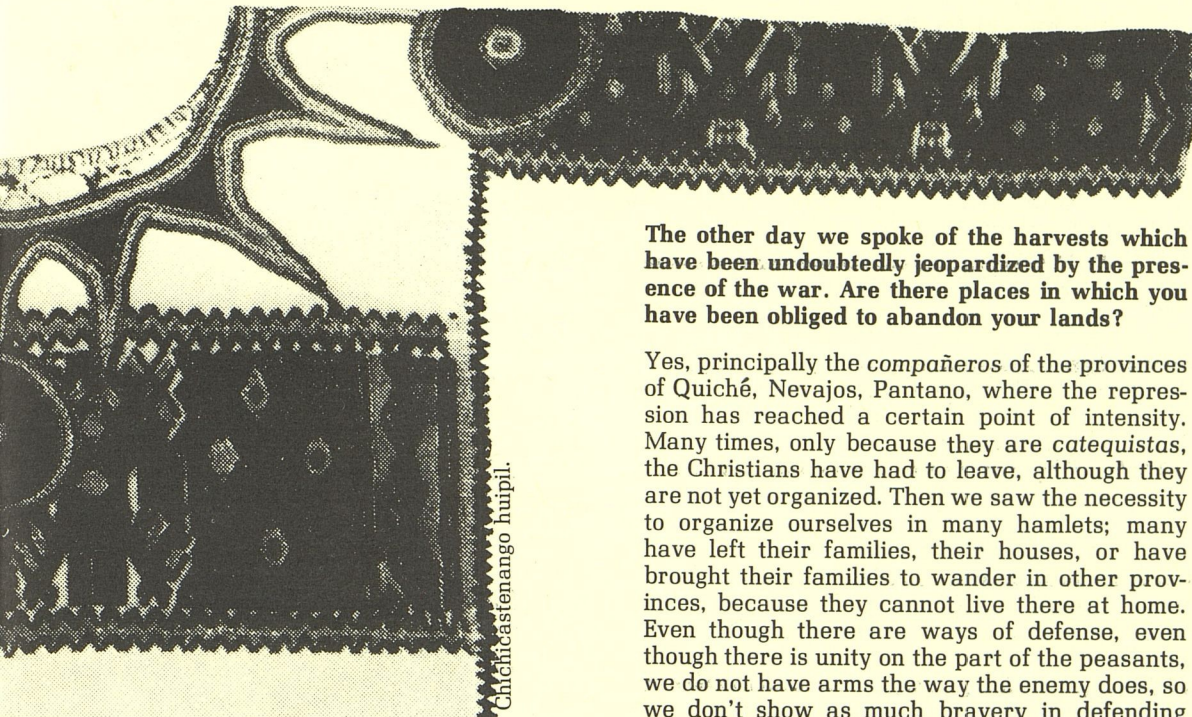 The other day we spoke of the harvests which
have been undoubtedly jeopardized by the pres-
ence of the war. Are there places in which you
have been obliged to abandon your lands?
Yes, principally the compañeros of the provinces
of Quiché, Nevajos, Pantano, where the repres-
sion has reached a certain point of intensity.
Many times, only because they are catequistas,
the Christians have had to leave, although they
are not yet organized. Then we saw the necessity
to organize ourselves in many hamlets; many
have left their families, their houses, or have
brought their families to wander in other prov-
inces, because they cannot live there at home.
Even though there are ways of defense, even
though there is unity on the part of the peasants,
we do not have arms the way the enemy does, so
we don't show as much bravery in defending
Chichicastenango huipil.